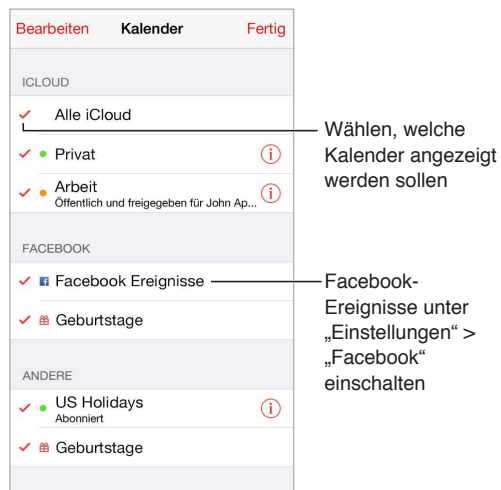 Bearbeiten Kalender Fertig
ICLOUD
Alle iCloud
Privat
Arbeit
Öffentlich und freigegeben für John Ap...
FACEBOOK
Facebook Ereignisse
Geburtstage
ANDERE
US Holidays
Abonniert
Geburtstage
Wählen, welche
Kalender angezeigt
werden sollen
Facebook-
Ereignisse unter
„Einstellungen“ >
„Facebook“
einschalten